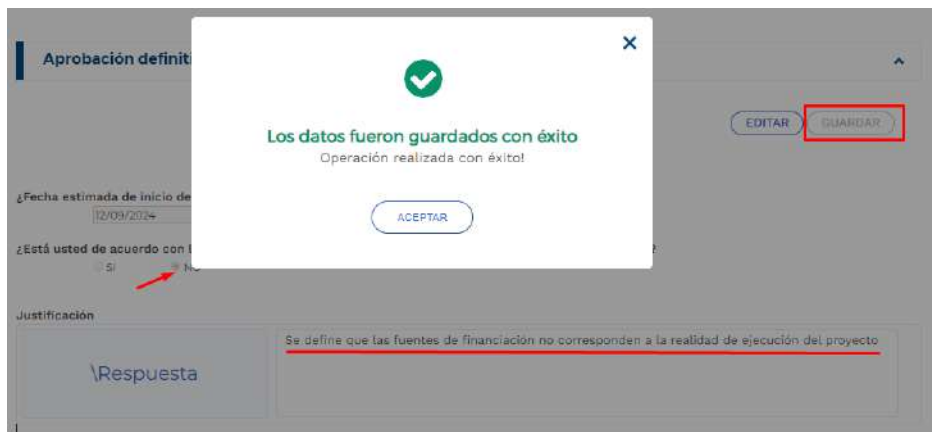 Aprobación definiti
Los datos fueron guardados con éxito
Operación realizada con éxito!
ACEPTAR
EDITAR
GUARDAR
¿Fecha estimada de inicio de
12/09/2024
¿Está usted de acuerdo con l
?
SI
NO
Justificación
\Respuesta
Se define que las fuentes de financiación no corresponden a la realidad de ejecución del proyecto